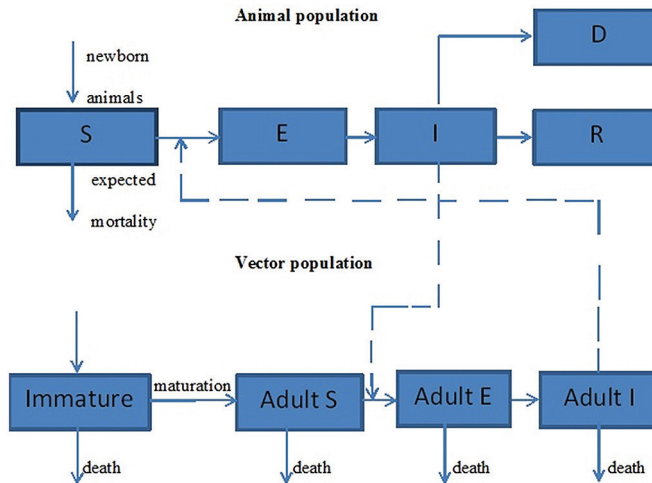 Animal population
D
newborn
animals
S
E
I
R
expected
mortality
Vector population
maturation
Immature
Adult S
Adult E
Adult I
death
death
death
death